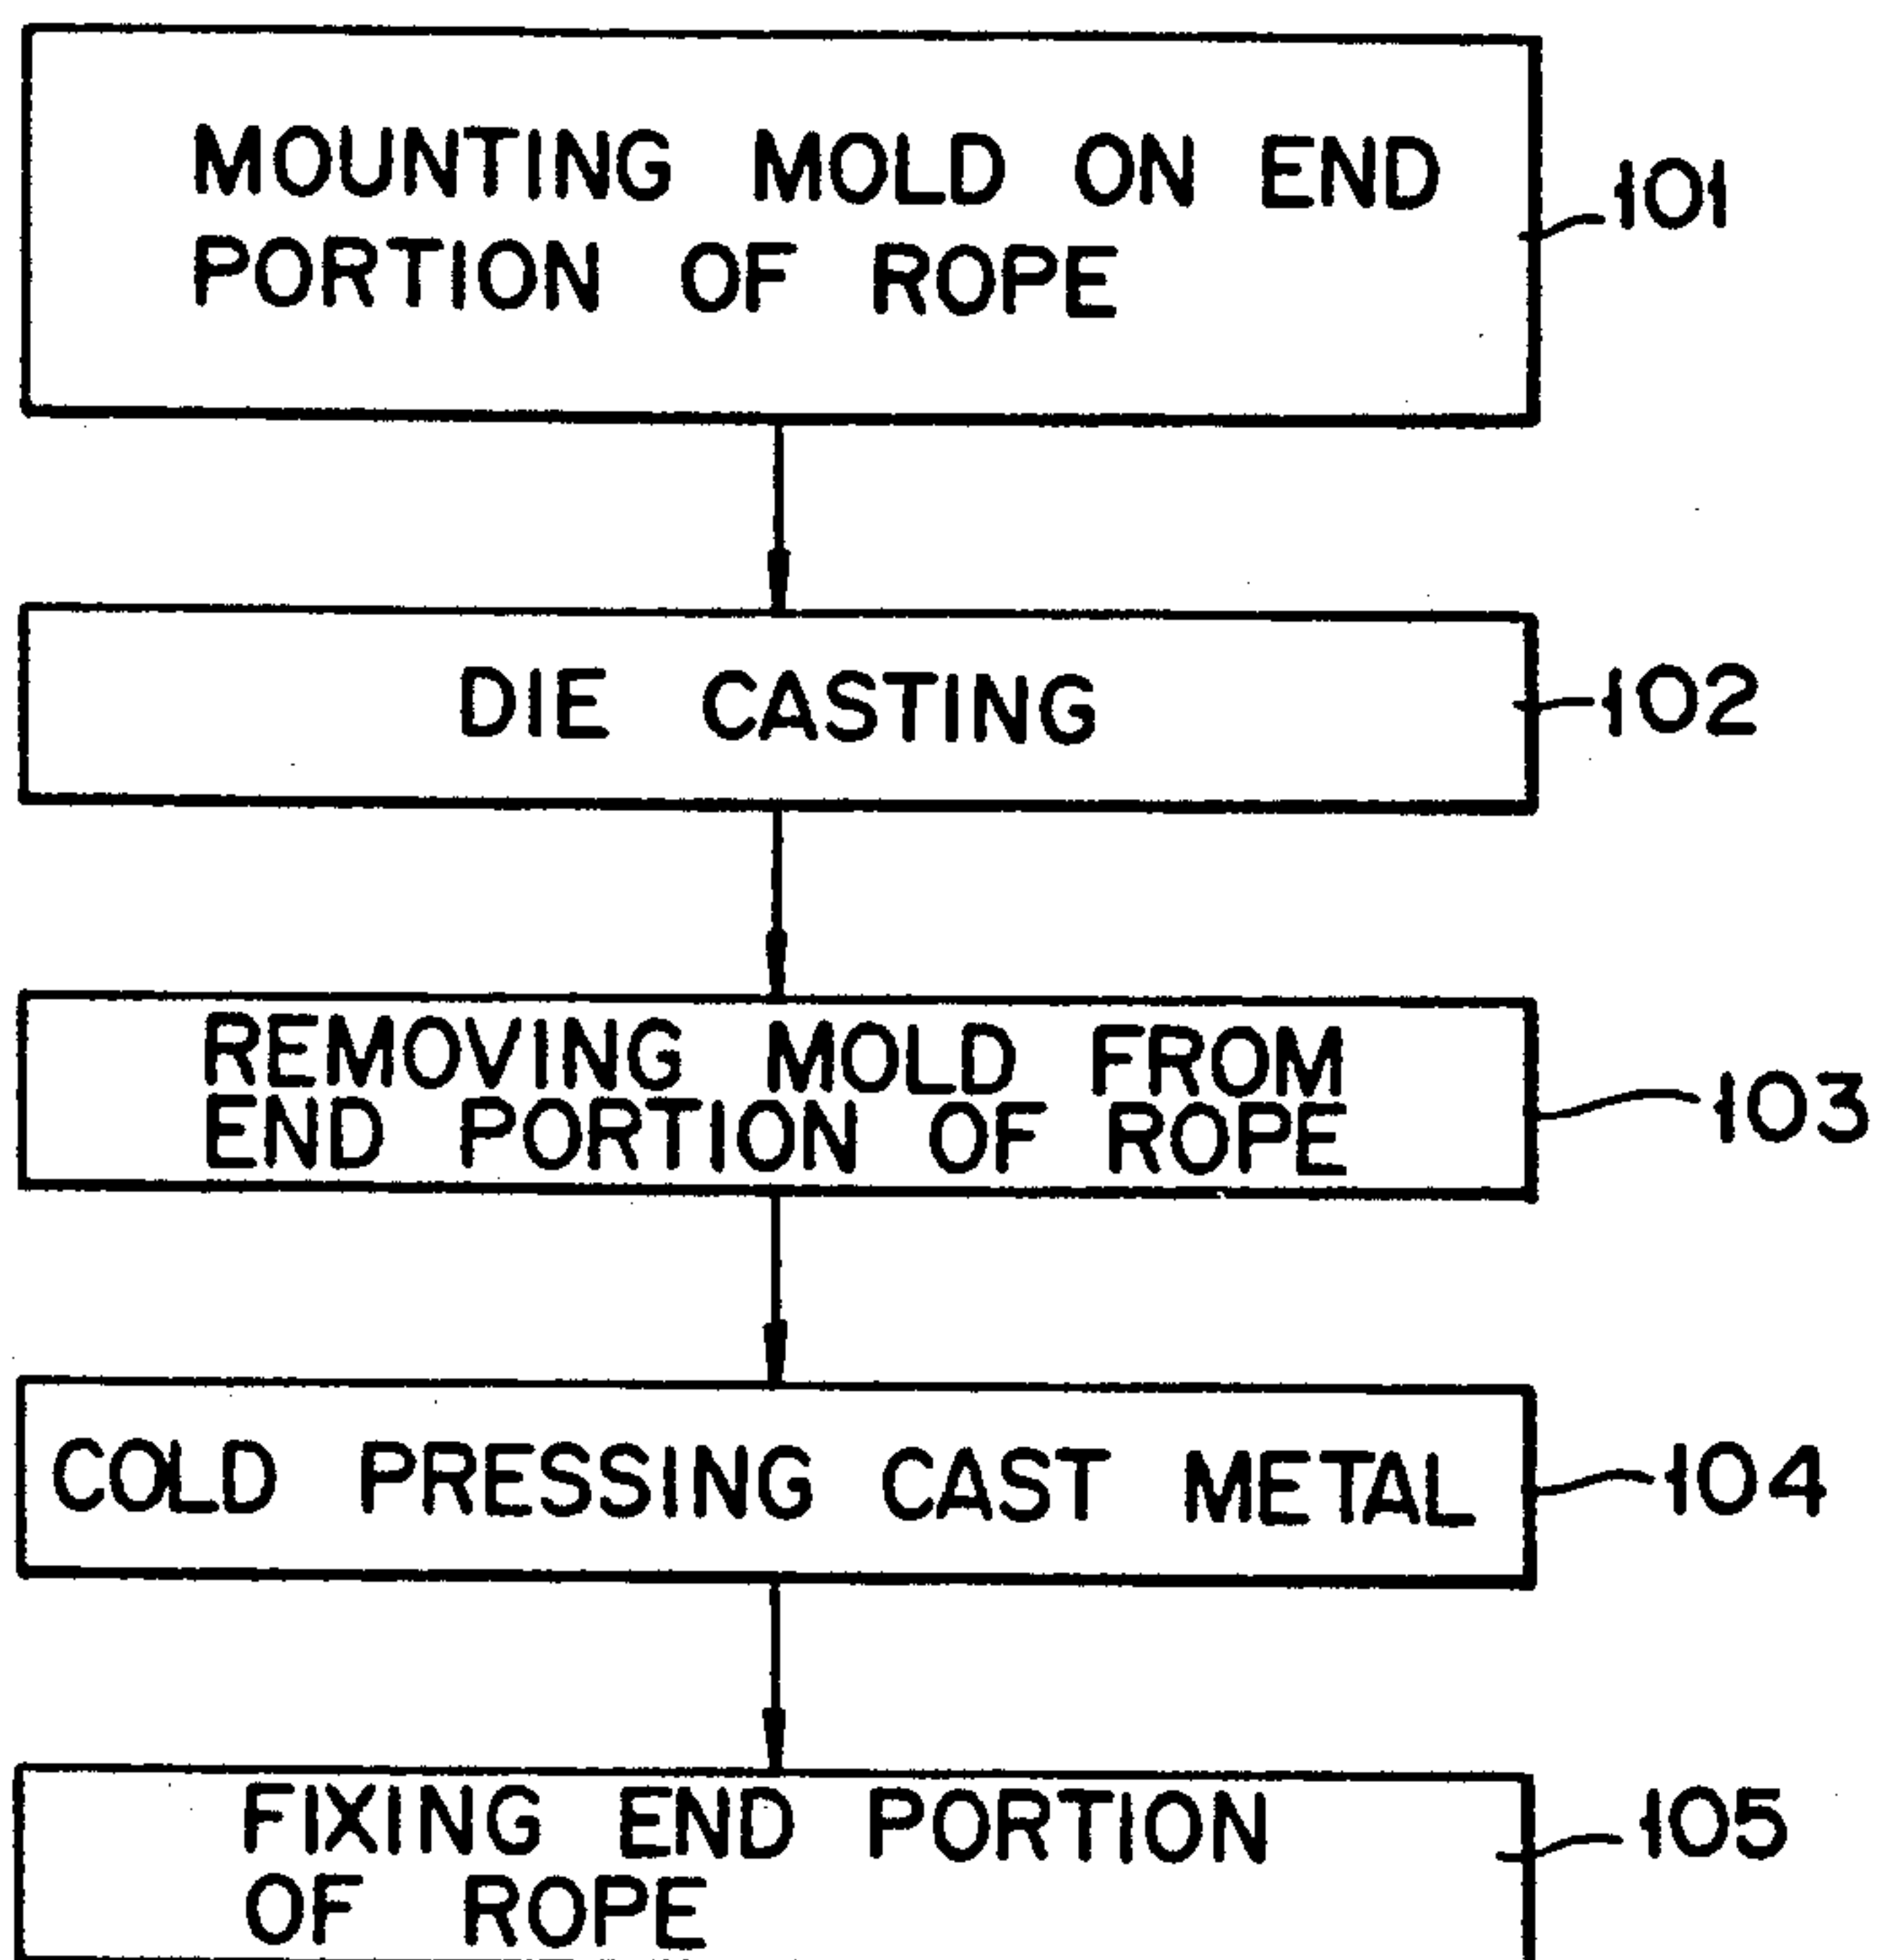 MOUNTING MOLD ON END
PORTION OF ROPE
101
DIE CASTING
102
REMOVING MOLD FROM
END PORTION OF ROPE
103
COLD PRESSING CAST METAL
104
FIXING END PORTION
OF ROPE
105